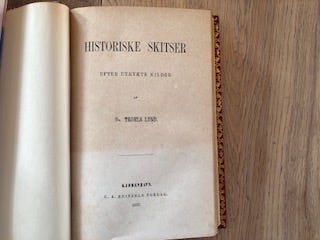 HISTORISKE SKITSER
EFTER UTRYKTE KILDER
AF
DR. TROELS LUND.
KJØBENHAVN.
C. A. REITZELS FORLAG.